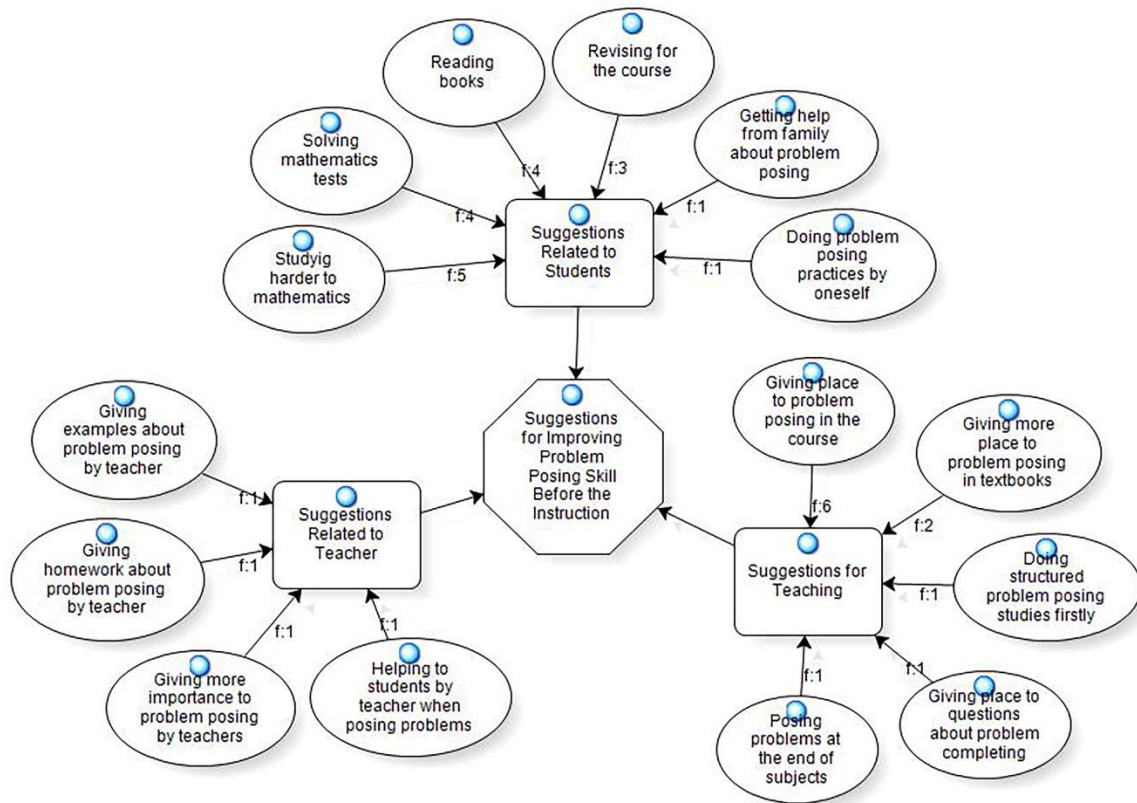 Reading
books
Revising for
the course
Solving
mathematics
tests
Getting help
from family
about problem
posing
Studyig
harder to
mathematics
Doing problem
posing
practices by
oneself
f:4
f:3
f:4
f:1
f:5
f:1
Suggestions
Related to
Students
Suggestions
for Improving
Problem
Posing Skill
Before the
Instruction
Giving
examples about
problem posing
by teacher
Giving
homework about
problem posing
by teacher
Giving more
importance to
problem posing
by teachers
Helping to
students by
teacher when
posing problems
f:1
f:1
f:1
f:1
Suggestions
Related to
Teacher
Giving place
to problem
posing in the
course
Giving more
place to
problem posing
in textbooks
Doing
structured
problem posing
studies firstly
Giving place to
questions about
problem
completing
Posing
problems at
the end of
subjects
f:6
f:2
f:1
f:1
f:1
Suggestions for
Teaching